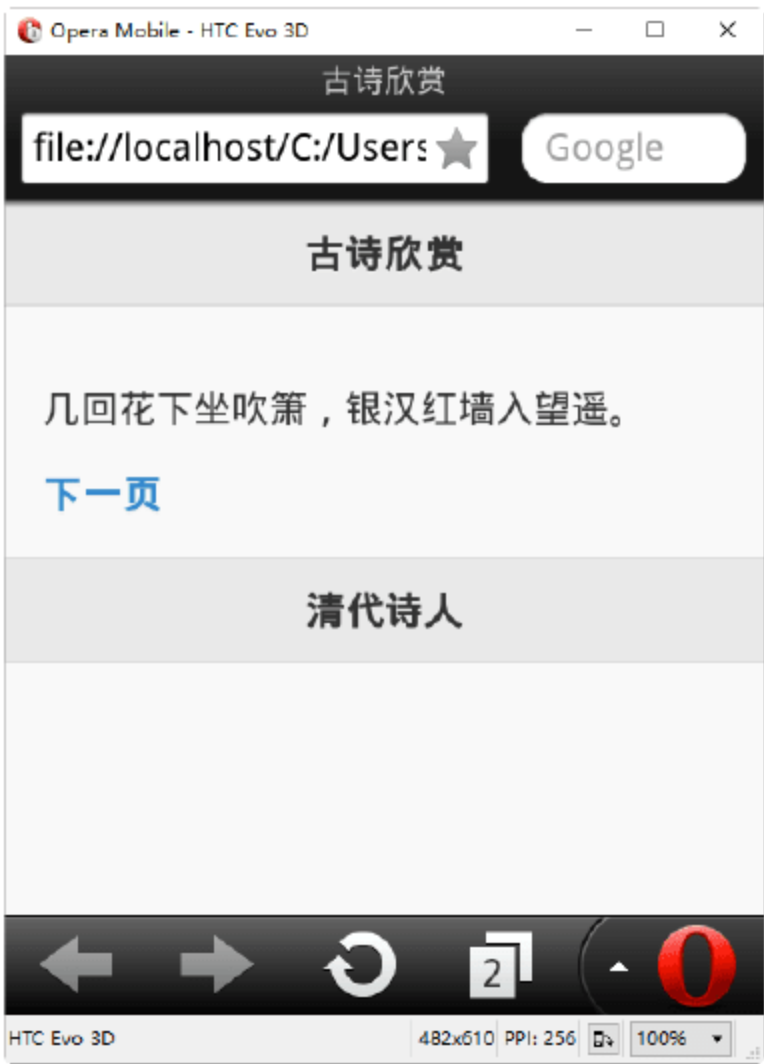 Opera Mobile - HTC Evo 3D
古诗欣赏
file://localhost/C:/Users
Google
古诗欣赏
几回花下坐吹箫，银汉红墙入望遥。
下一页
清代诗人
2
HTC Evo 3D 482x610 PPI: 256 100%